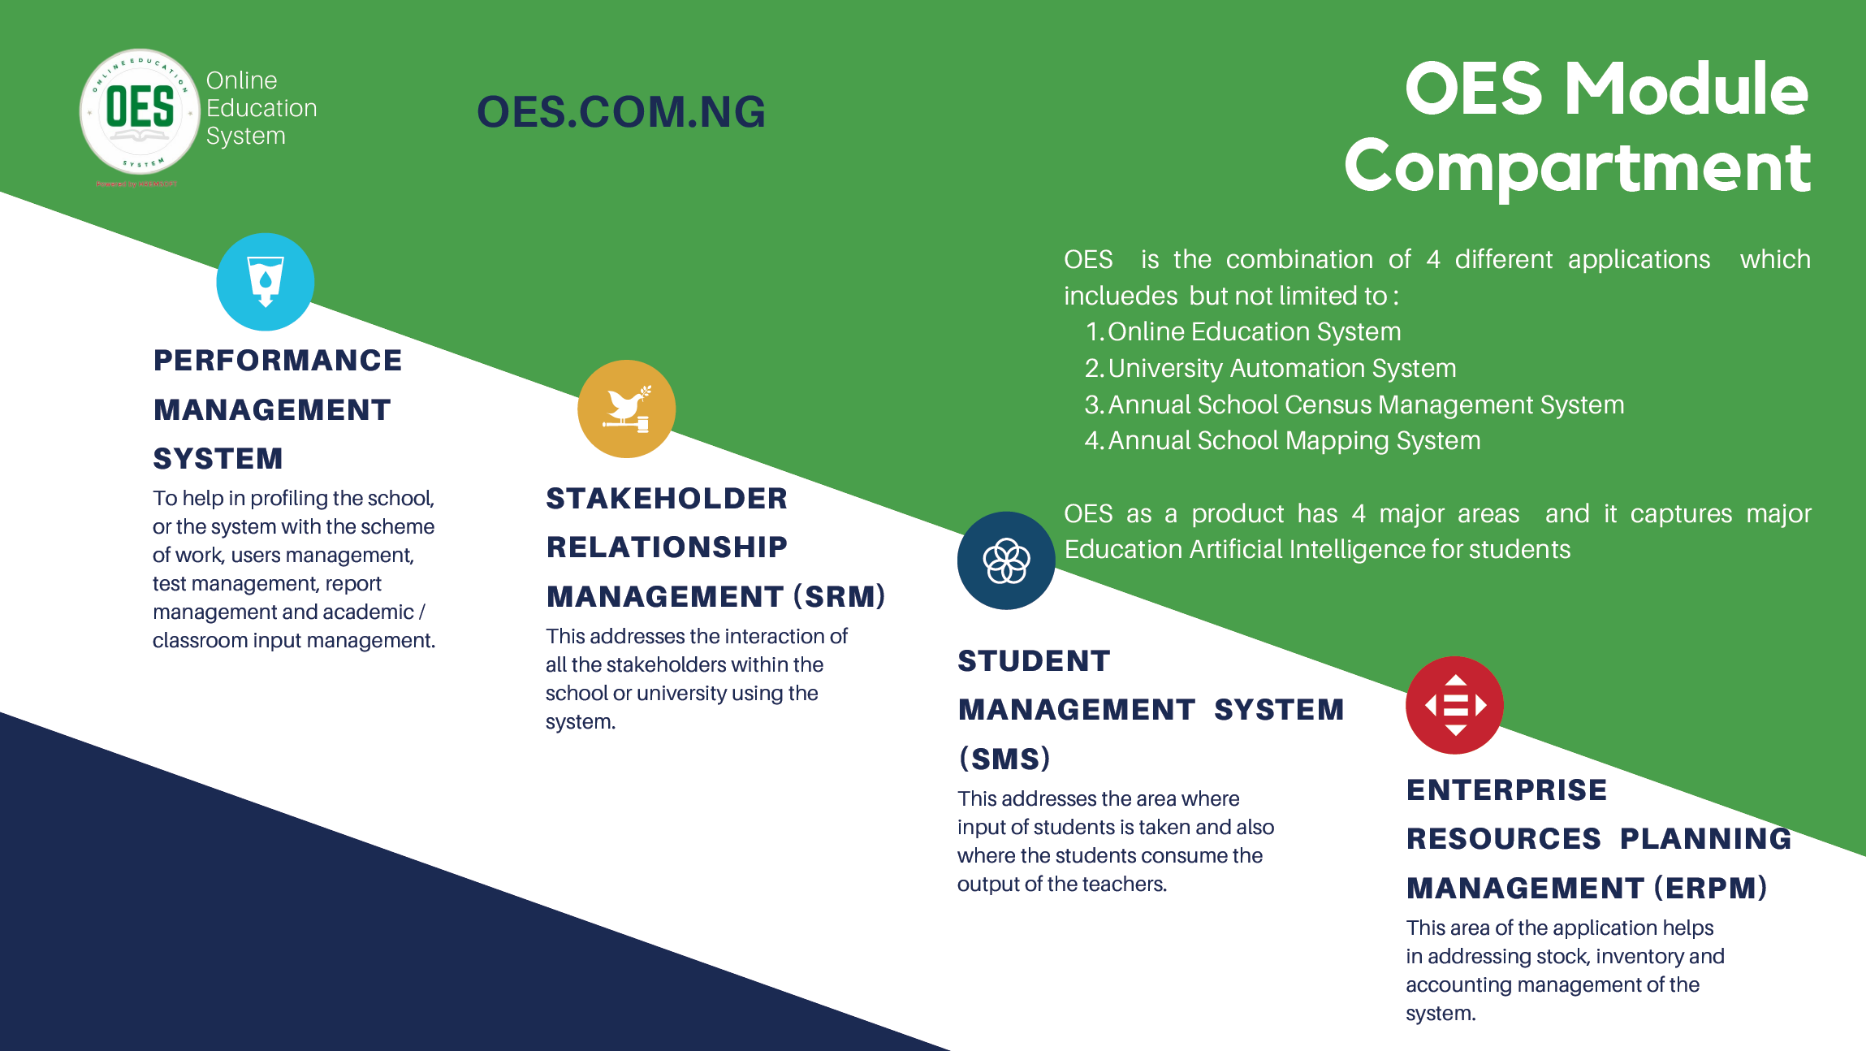 ONLINE EDUCATION
OES
SYSTEM
Online
Education
System
OES.COM.NG
OES Module
Compartment
OES is the combination of 4 different applications which
incluedes but not limited to :
1. Online Education System
2. University Automation System
3. Annual School Census Management System
4. Annual School Mapping System
OES as a product has 4 major areas and it captures major
Education Artificial Intelligence for students
PERFORMANCE
MANAGEMENT
SYSTEM
To help in profiling the school,
or the system with the scheme
of work, users management,
test management, report
management and academic /
classroom input management.
STAKEHOLDER
RELATIONSHIP
MANAGEMENT (SRM)
This addresses the interaction of
all the stakeholders within the
school or university using the
system.
STUDENT
MANAGEMENT SYSTEM
(SMS)
This addresses the area where
input of students is taken and also
where the students consume the
output of the teachers.
ENTERPRISE
RESOURCES PLANNING
MANAGEMENT (ERPM)
This area of the application helps
in addressing stock, inventory and
accounting management of the
system.